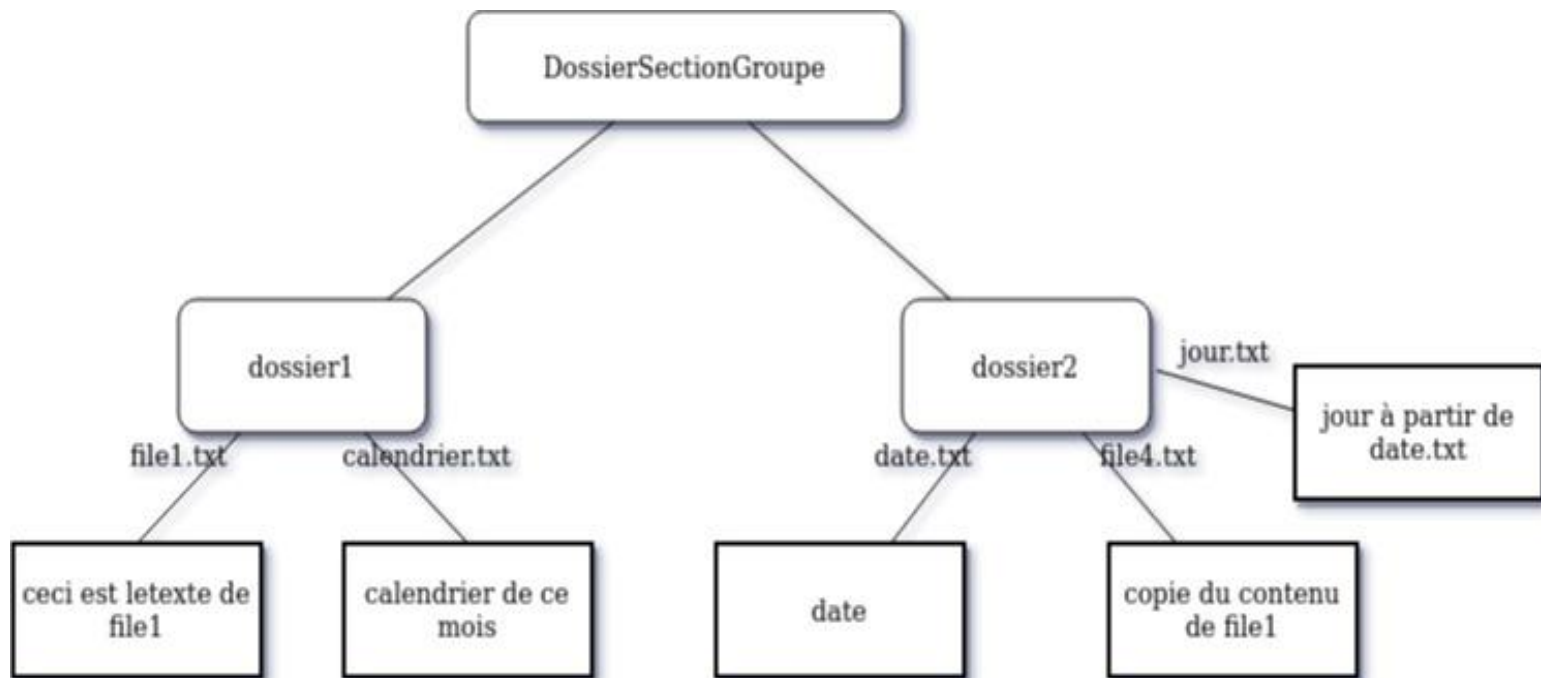 DossierSectionGroupe
dossier1
dossier2
jour.txt
jour à partir de
date.txt
file1.txt
calendrier.txt
date.txt
file4.txt
ceci est letexte de
file1
calendrier de ce
mois
date
copie du contenu
de file1